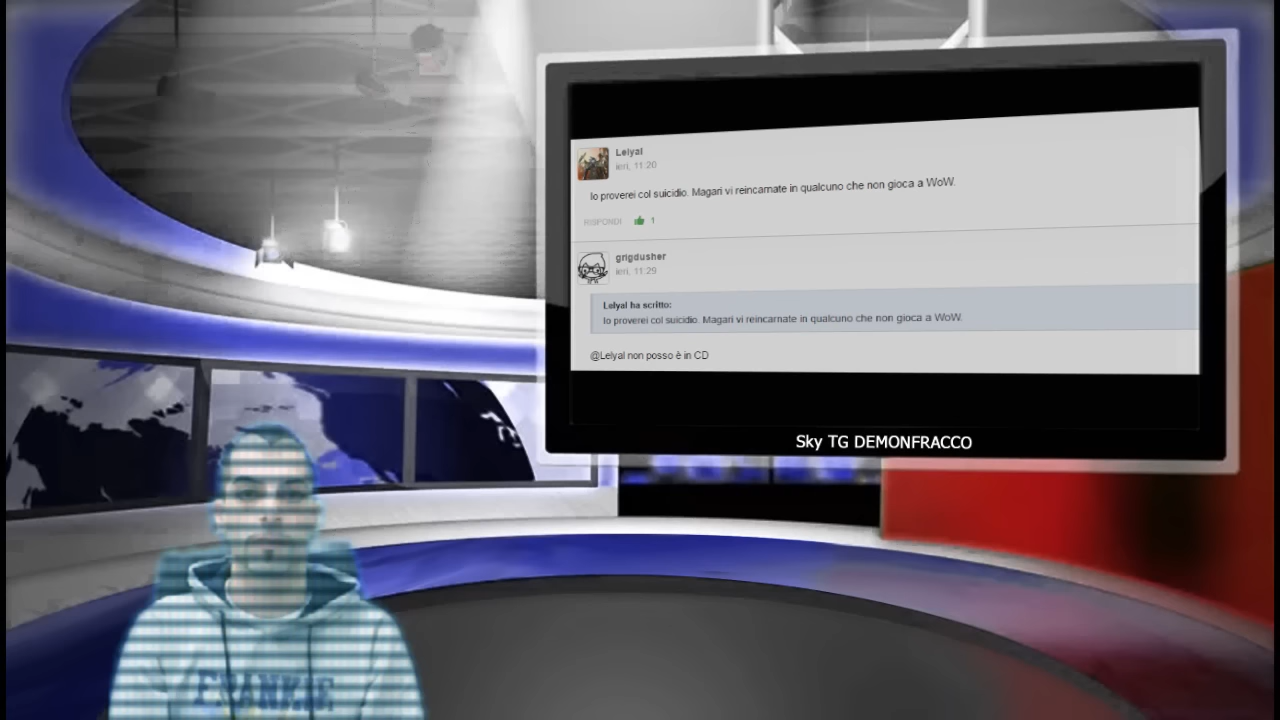 Lelyal
ieri, 11:20
Io proverei col suicidio. Magari vi reincarnate in qualcuno che non gioca a WoW.
RISPONDI 1
grigdusher
ieri, 11:29
Lelyal ha scritto:
Io proverei col suicidio. Magari vi reincarnate in qualcuno che non gioca a WoW.
@Lelyal non posso è in CD
Sky TG DEMONFRACCO
FRANKIE